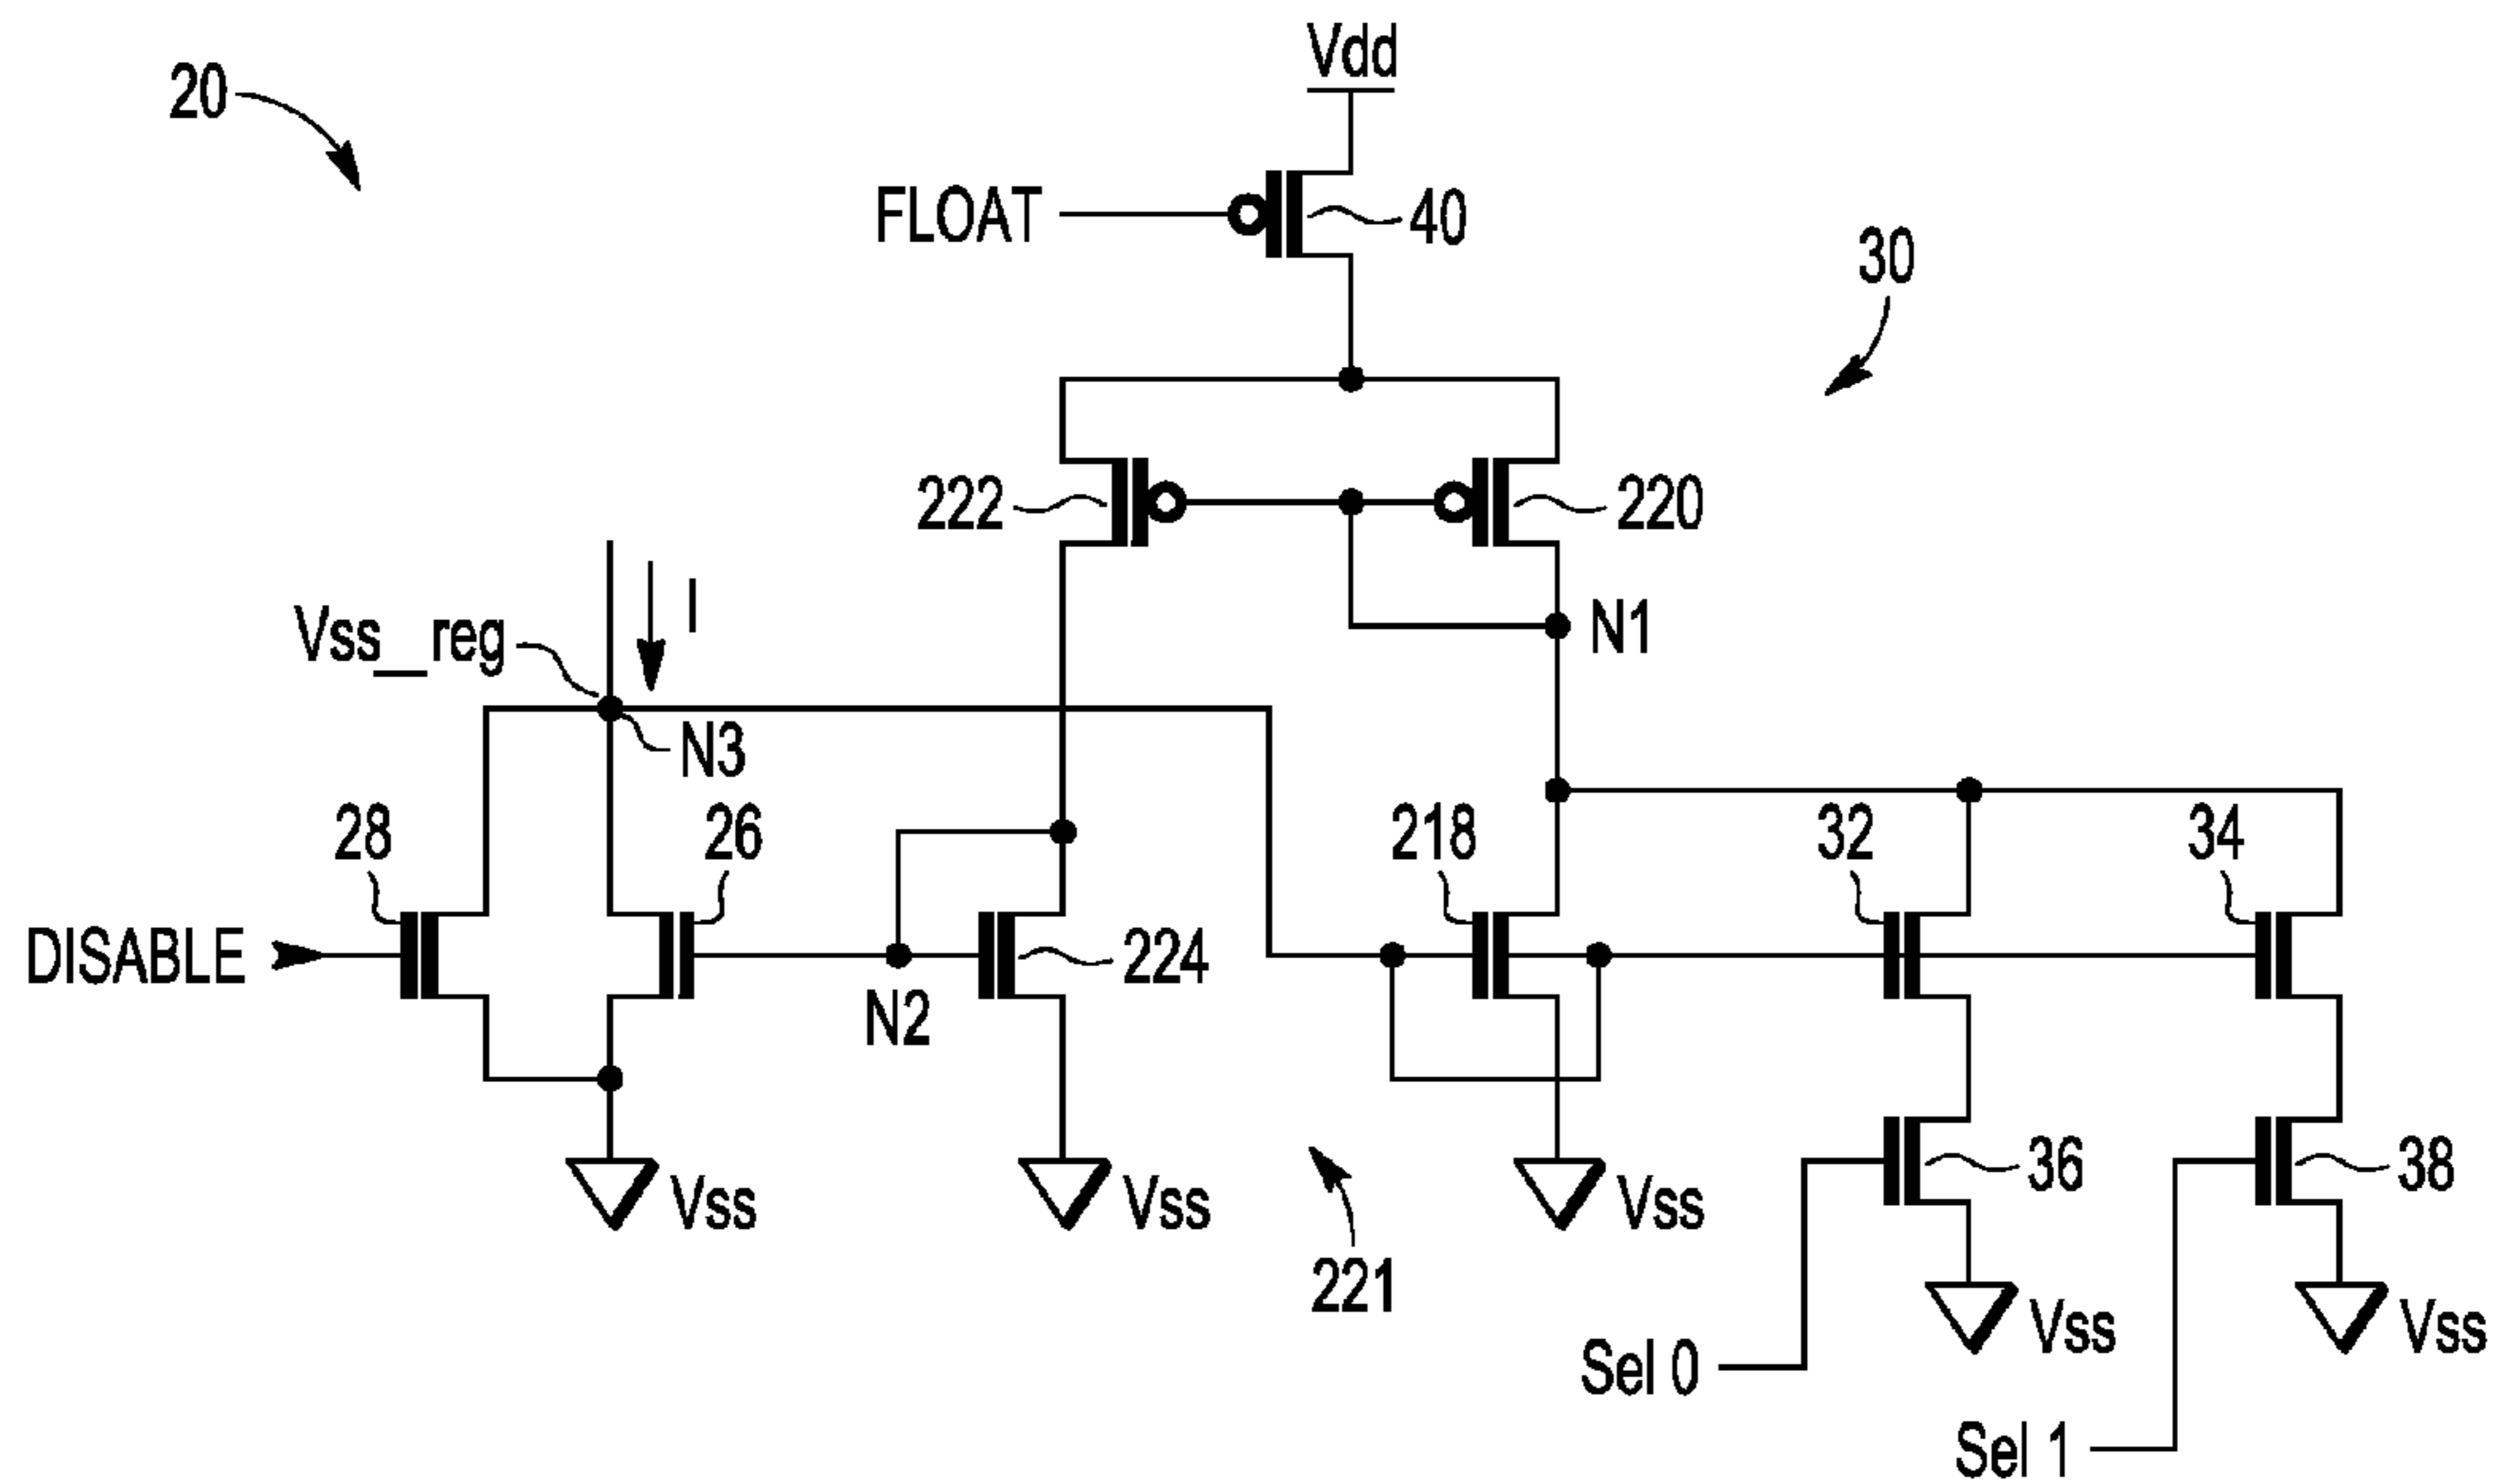 Vdd
20
FLOAT
40
30
222
220
I
Vss_reg
N1
N3
28
26
218
32
34
DISABLE
224
N2
36
38
Vss
Vss
Vss
221
Vss
Vss
Sel 0
Sel 1